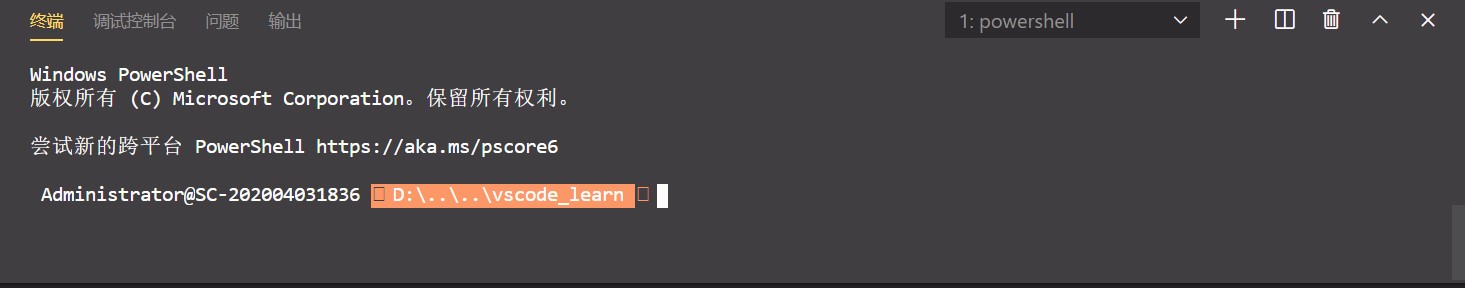 终端 调试控制台 问题 输出 1: powershell
Windows PowerShell
版权所有 (C) Microsoft Corporation。保留所有权利。
尝试新的跨平台 PowerShell https://aka.ms/pscore6
Administrator@SC-202004031836 D:\..\..\vscode_learn